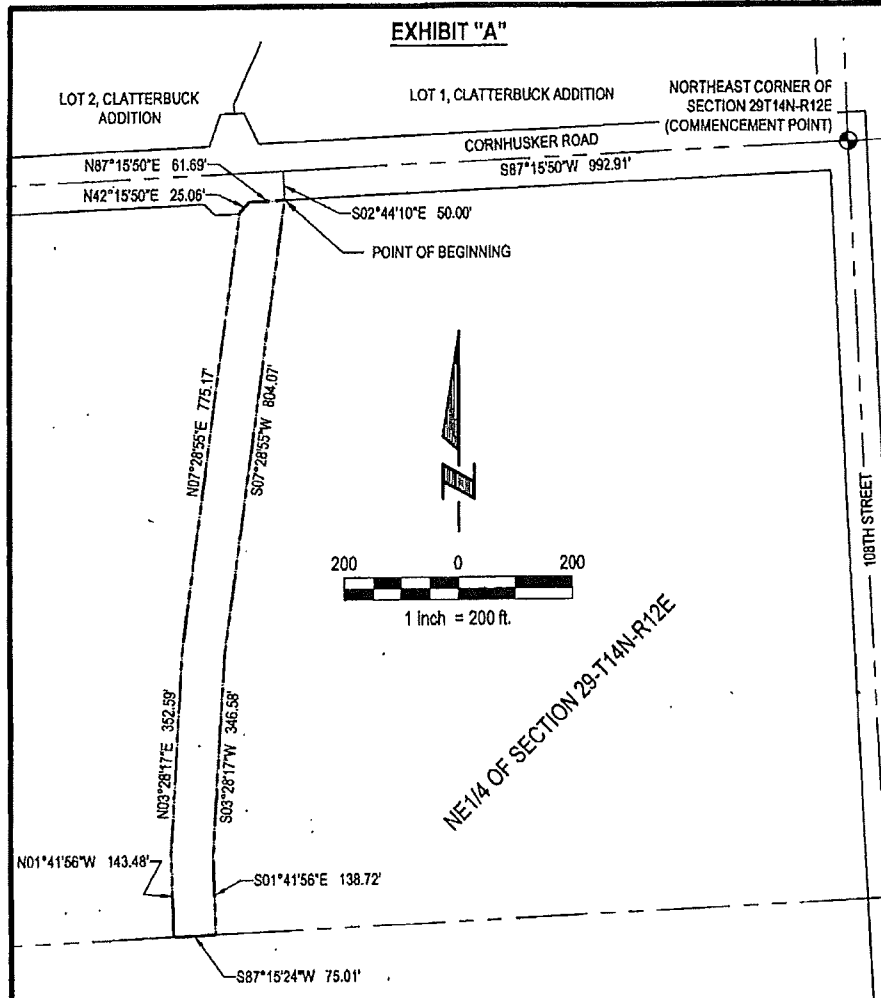 EXHIBIT "A"
LOT 2, CLATTERBUCK
ADDITION
LOT 1, CLATTERBUCK ADDITION
NORTHEAST CORNER OF
SECTION 29T14N-R12E
(COMMENCEMENT POINT)
CORNHUSKER ROAD
N87°15'50"E 61.69'
S87°15'50"W 992.91'
N42°15'50"E 25.06'
S02°44'10"E 50.00'
POINT OF BEGINNING
N07°28'55"E 775.17'
S07°28'55"W 804.07'
108TH STREET
200 0 200
1 inch = 200 ft.
NE1/4 OF SECTION 29-T14N-R12E
N03°28'17"E 352.59'
S03°28'17"W 346.58'
N01°41'56"W 143.48'
S01°41'56"E 138.72'
S87°15'24"W 75.01'